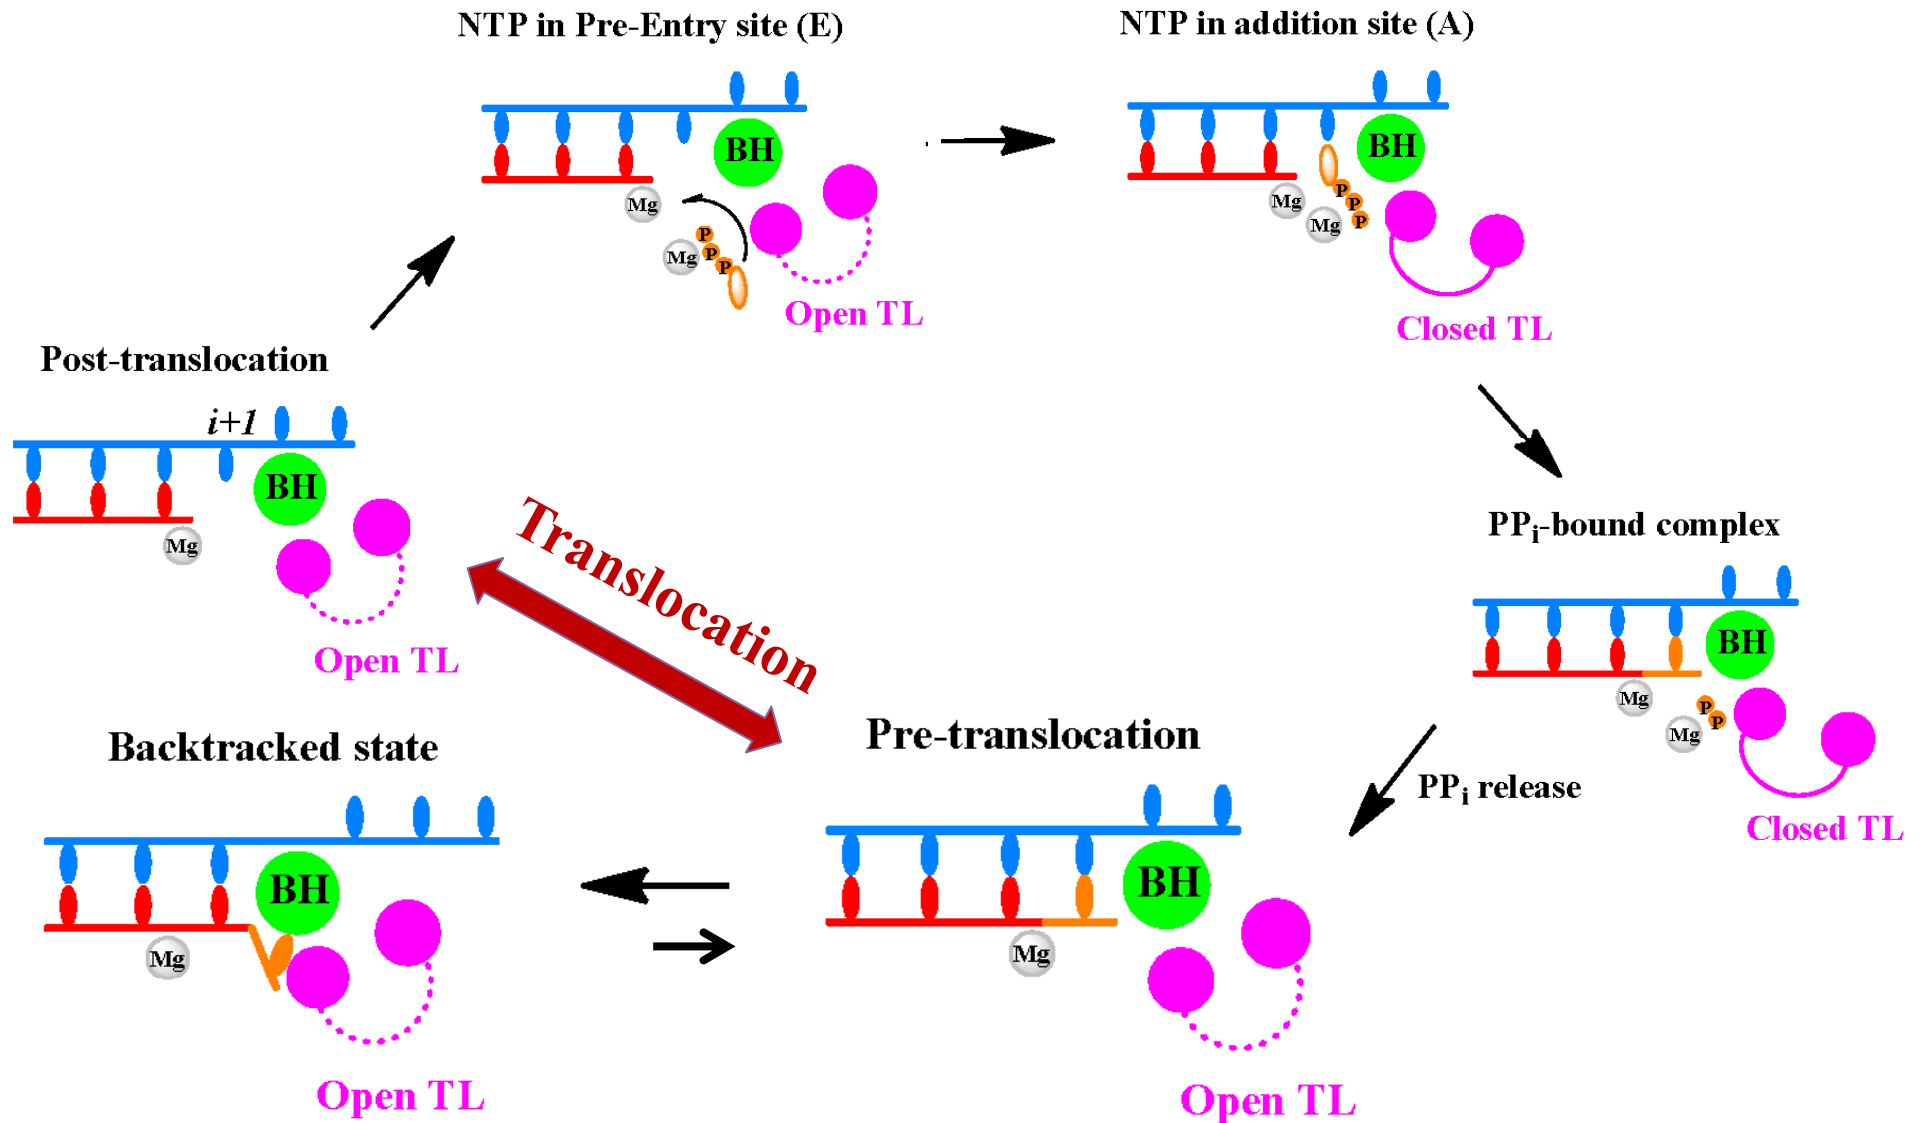 NTP in Pre-Entry site (E)
BH
Mg
Mg
P
P
P
Open TL
NTP in addition site (A)
BH
Mg
Mg
P
P
P
Closed TL
Post-translocation
i+1
BH
Mg
Open TL
Translocation
PPi-bound complex
BH
Mg
Mg
P
P
Closed TL
PPi release
Pre-translocation
BH
Mg
Open TL
Backtracked state
BH
Mg
Open TL